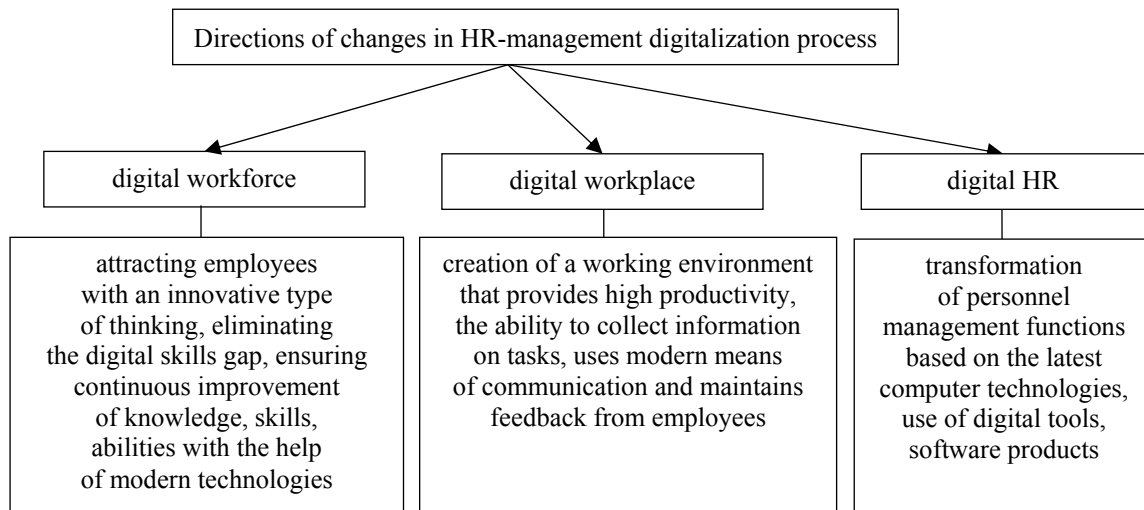 Directions of changes in HR-management digitalization process
digital workforce
digital workplace
digital HR
attracting employees
with an innovative type
of thinking, eliminating
the digital skills gap, ensuring
continuous improvement
of knowledge, skills,
abilities with the help
of modern technologies
creation of a working environment
that provides high productivity,
the ability to collect information
on tasks, uses modern means
of communication and maintains
feedback from employees
transformation
of personnel
management functions
based on the latest
computer technologies,
use of digital tools,
software products